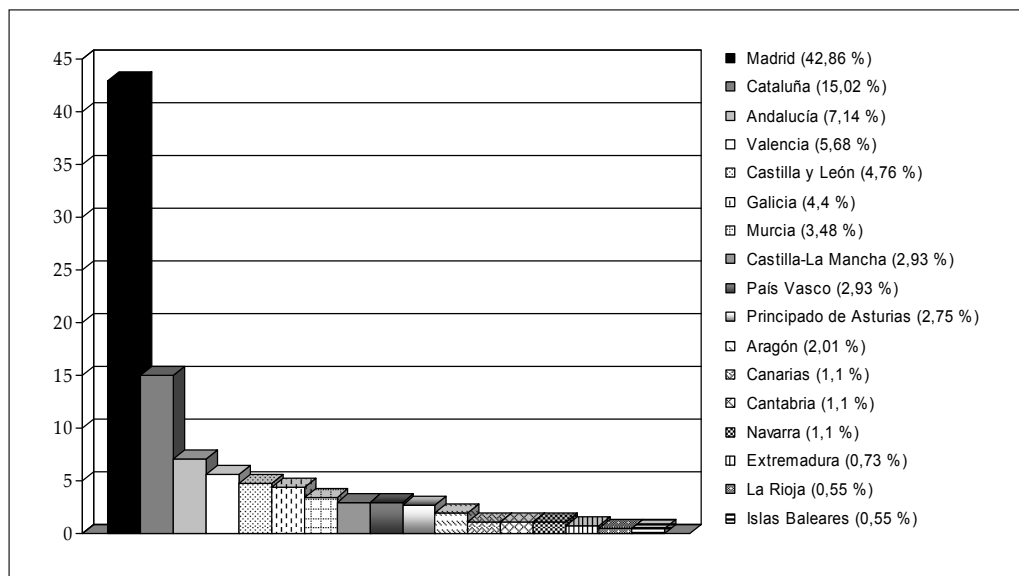 45
40
35
30
25
20
15
10
5
0
Madrid (42,86 %)
Cataluña (15,02 %)
Andalucía (7,14 %)
Valencia (5,68 %)
Castilla y León (4,76 %)
Galicia (4,4 %)
Murcia (3,48 %)
Castilla-La Mancha (2,93 %)
País Vasco (2,93 %)
Principado de Asturias (2,75 %)
Aragón (2,01 %)
Canarias (1,1 %)
Cantabria (1,1 %)
Navarra (1,1 %)
Extremadura (0,73 %)
La Rioja (0,55 %)
Islas Baleares (0,55 %)